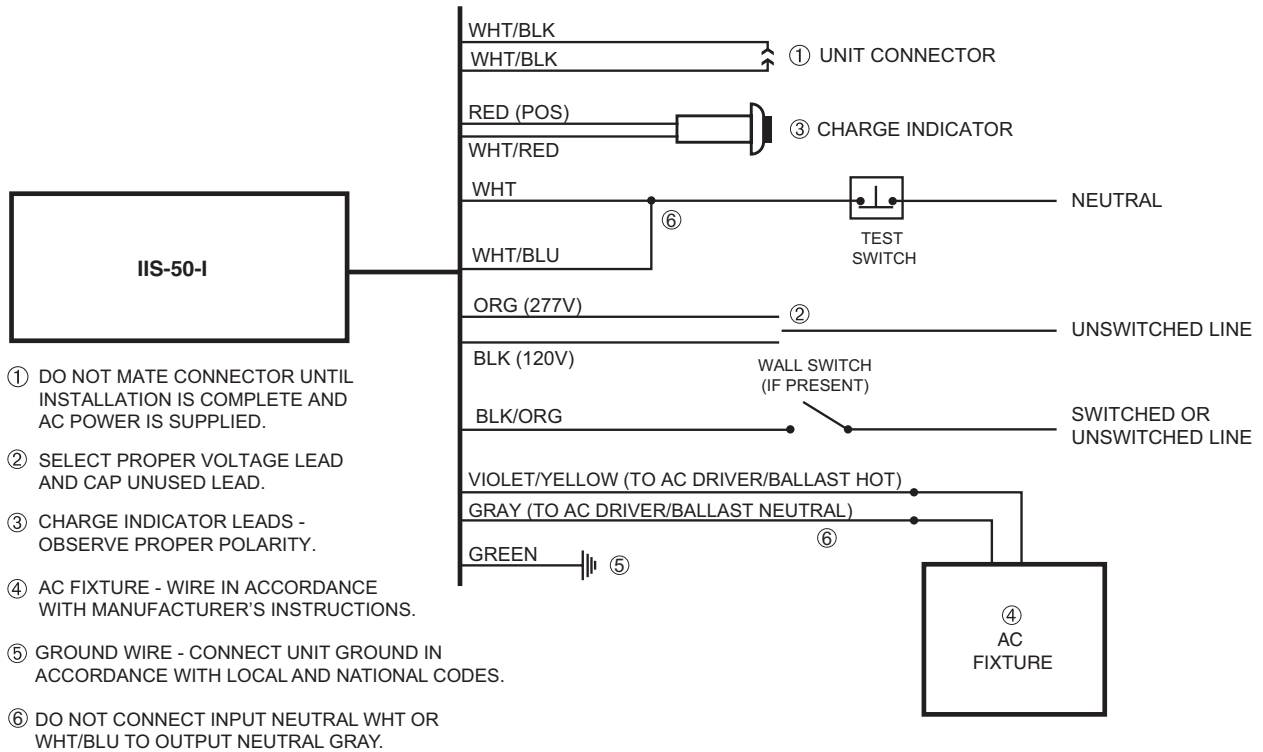 WHT/BLK
WHT/BLK
① UNIT CONNECTOR
RED (POS)
WHT/RED
③ CHARGE INDICATOR
WHT
⑥
TEST
SWITCH
NEUTRAL
WHT/BLU
IIS-50-I
ORG (277V)
②
UNSWITCHED LINE
BLK (120V)
WALL SWITCH
(IF PRESENT)
BLK/ORG
SWITCHED OR
UNSWITCHED LINE
VIOLET/YELLOW (TO AC DRIVER/BALLAST HOT)
GRAY (TO AC DRIVER/BALLAST NEUTRAL)
⑥
GREEN
⑤
④
AC
FIXTURE
① DO NOT MATE CONNECTOR UNTIL
INSTALLATION IS COMPLETE AND
AC POWER IS SUPPLIED.
② SELECT PROPER VOLTAGE LEAD
AND CAP UNUSED LEAD.
③ CHARGE INDICATOR LEADS -
OBSERVE PROPER POLARITY.
④ AC FIXTURE - WIRE IN ACCORDANCE
WITH MANUFACTURER'S INSTRUCTIONS.
⑤ GROUND WIRE - CONNECT UNIT GROUND IN
ACCORDANCE WITH LOCAL AND NATIONAL CODES.
⑥ DO NOT CONNECT INPUT NEUTRAL WHT OR
WHT/BLU TO OUTPUT NEUTRAL GRAY.